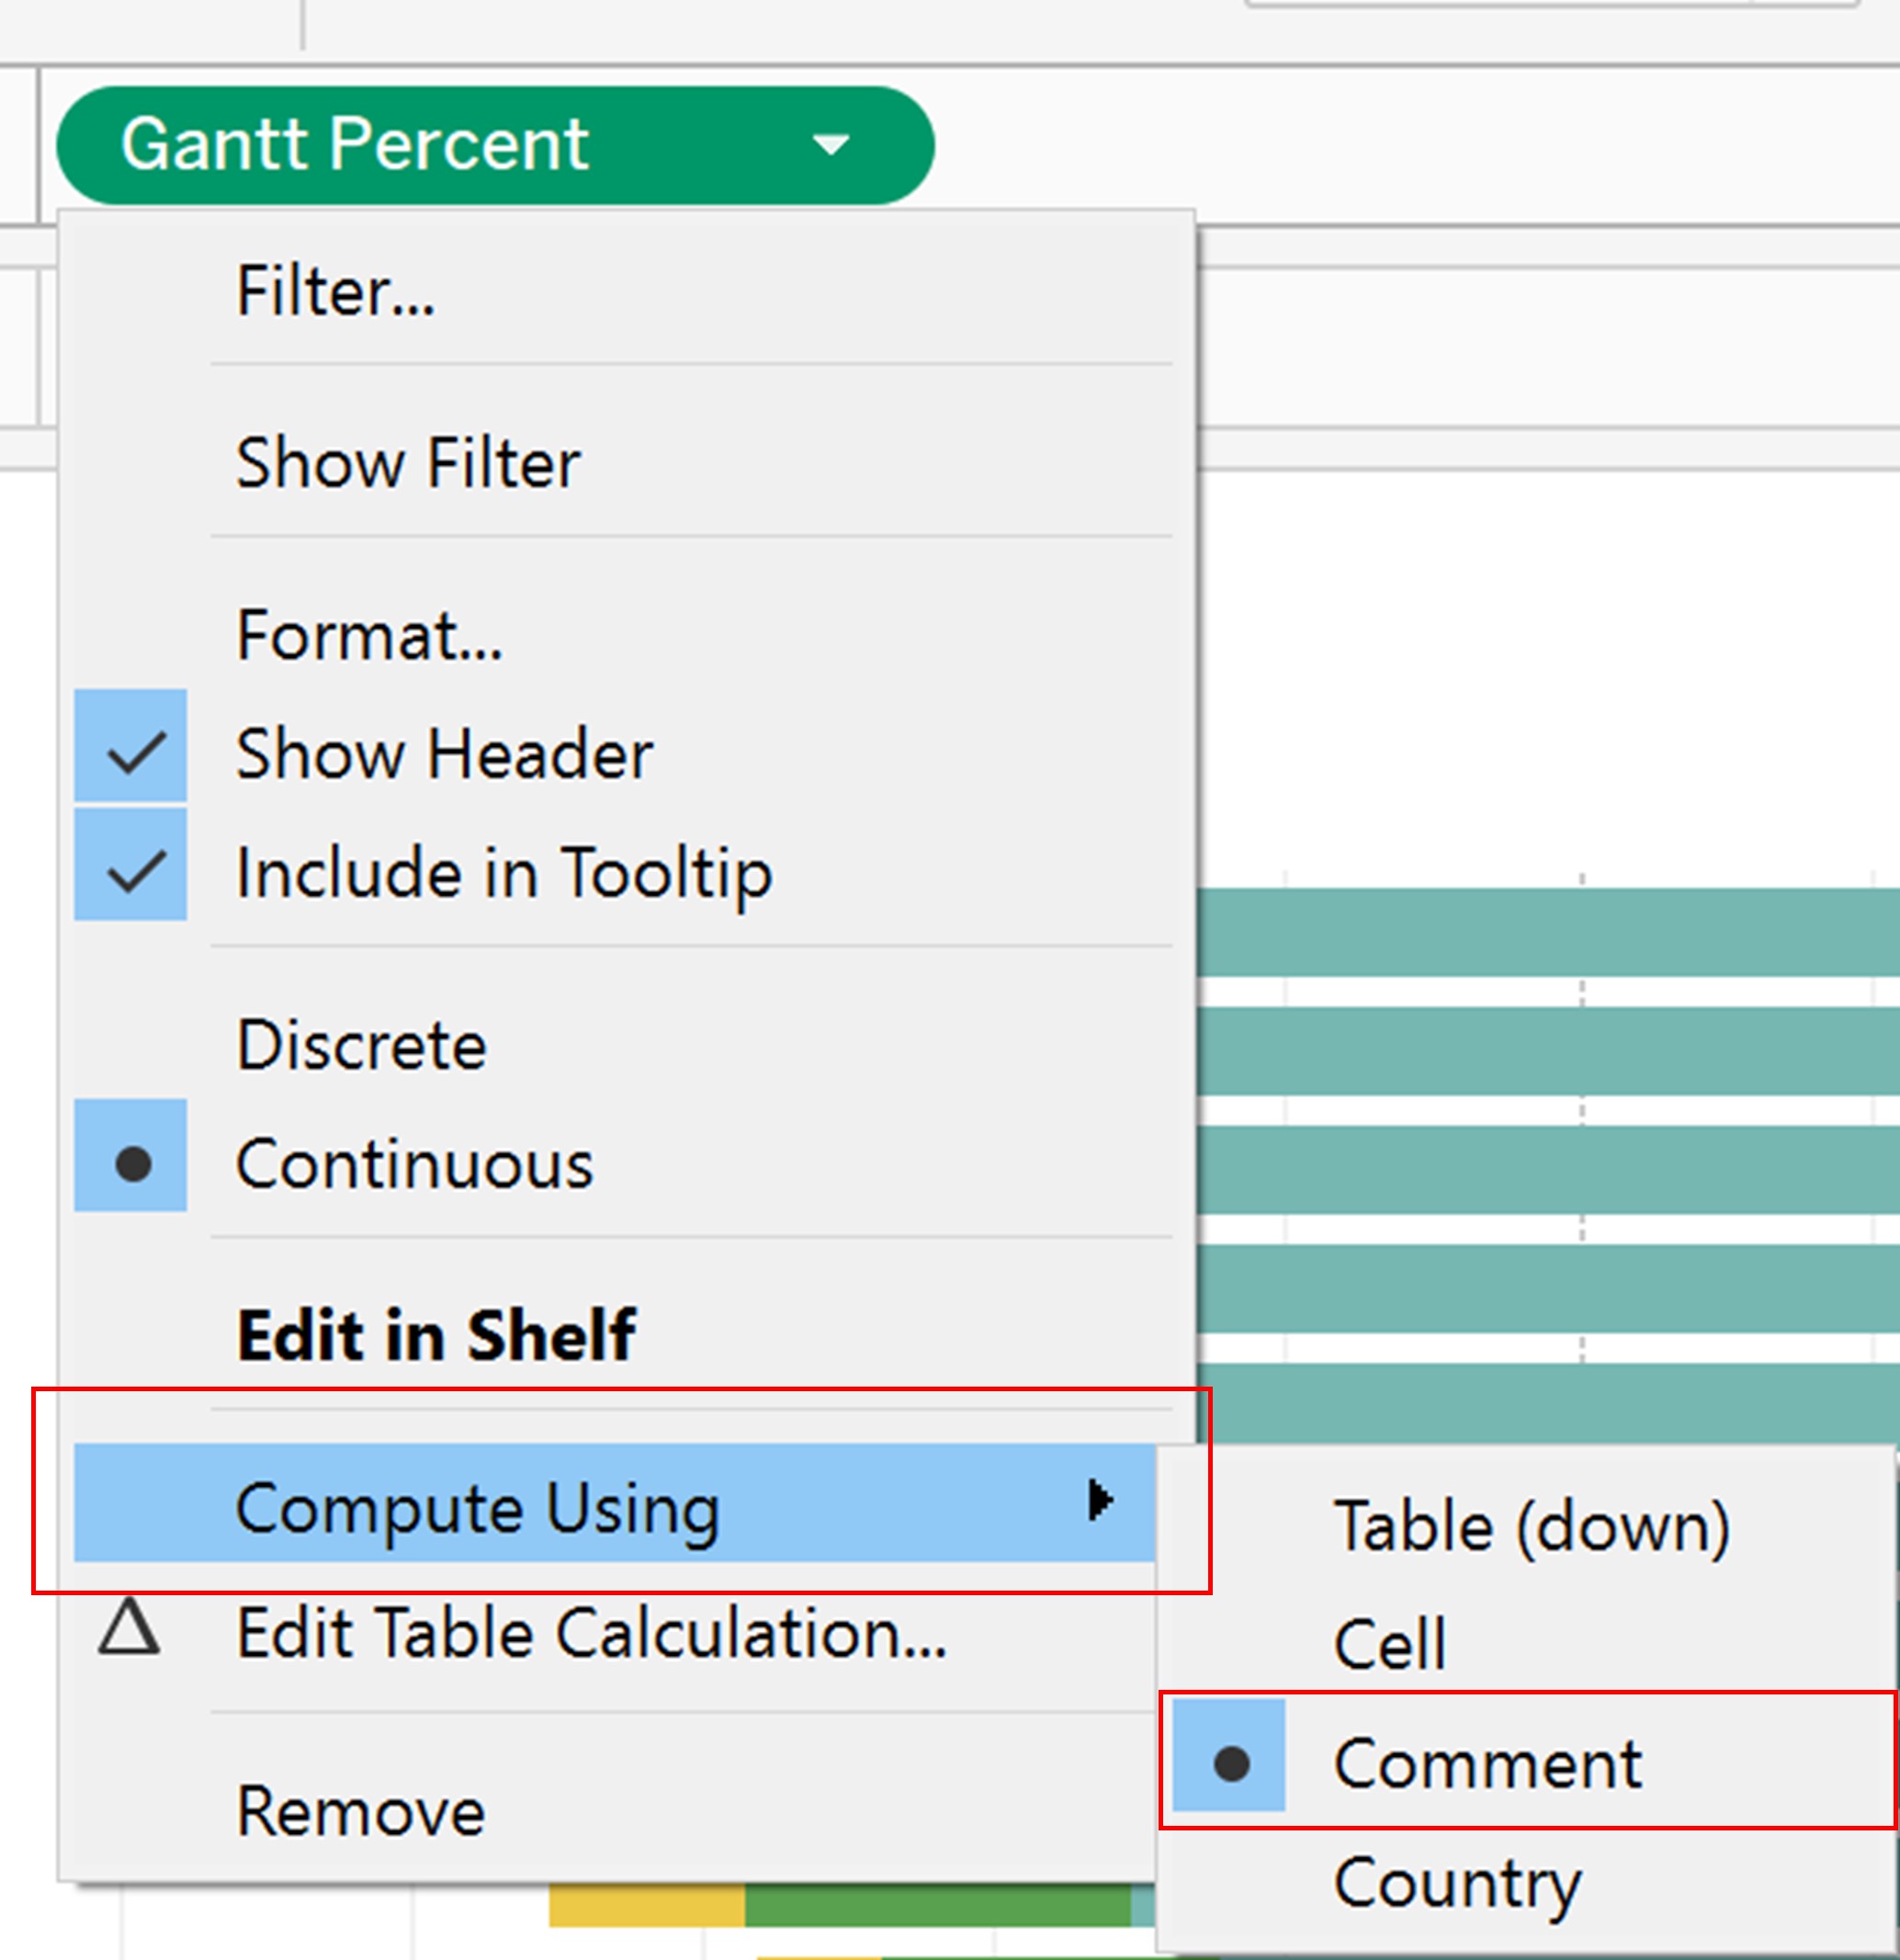 Gantt Percent
Filter...
Show Filter
Format...
Show Header
Include in Tooltip
Discrete
Continuous
Edit in Shelf
Compute Using
Edit Table Calculation...
Remove
Table (down)
Cell
Comment
Country